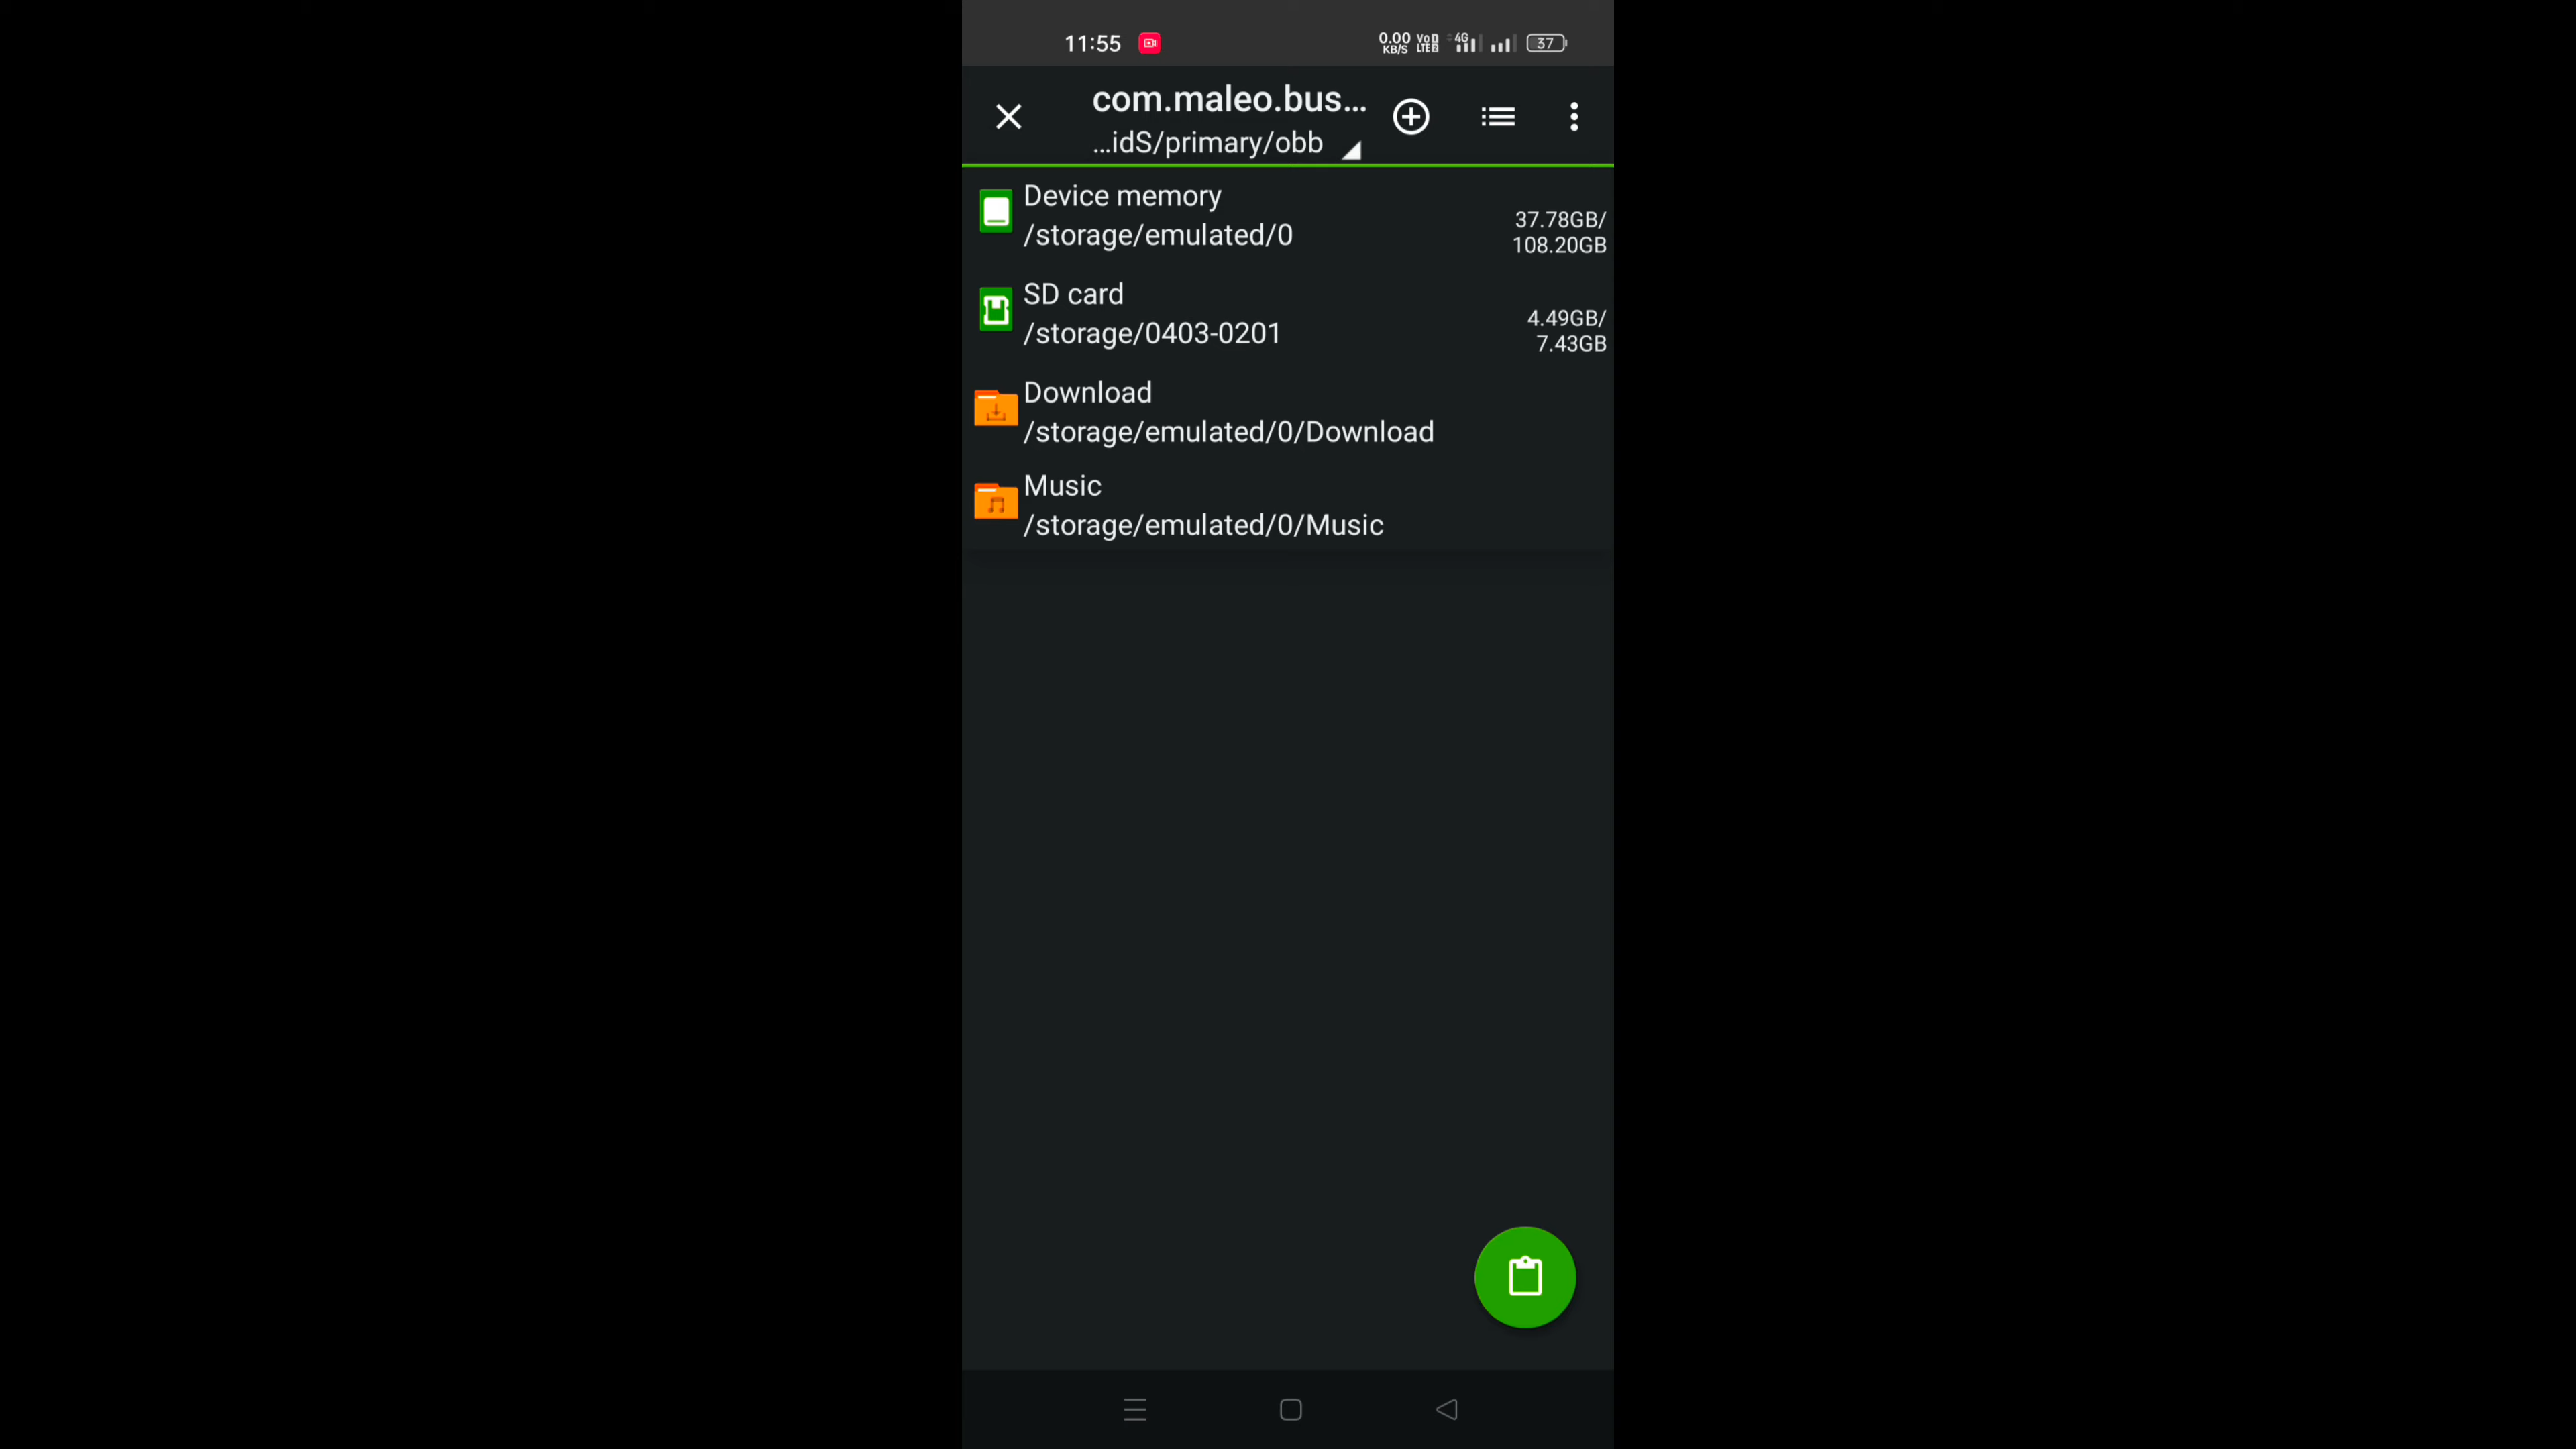 11:55
0.00 KB/S Vo LTE 4G 37
com.maleo.bus...
...idS/primary/obb
Device memory
/storage/emulated/0
37.78GB/
108.20GB
SD card
/storage/0403-0201
4.49GB/
7.43GB
Download
/storage/emulated/0/Download
Music
/storage/emulated/0/Music